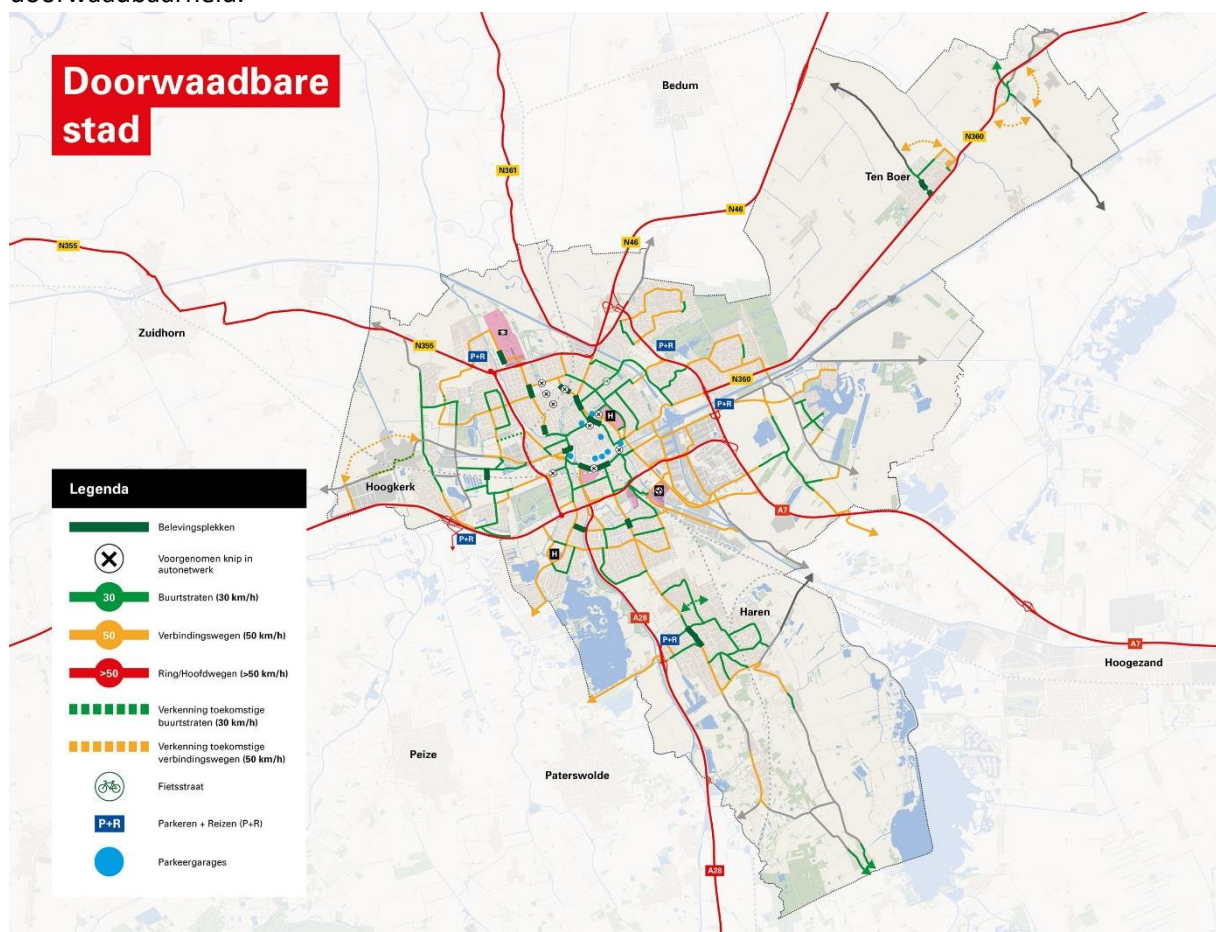 doorwaadbaarheid.
Doorwaadbare
stad
Bedum
N360
Ten Boer
N361
N46
N46
N355
Zuidhorn
N355
P+R
P+R
N360
P+R
H
Hoogkerk
A7
P+R
H
Haren
A28
P+R
A7
Hoogezand
Peize
Paterswolde
A28
Legenda
Belevingsplekken
Voorgenomen knip in
autonetwerk
30
Buurtstraten (30 km/h)
50
Verbindingswegen (50 km/h)
>50
Ring/Hoofdwegen (>50 km/h)
Verkenning toekomstige
buurtstraten (30 km/h)
Verkenning toekomstige
verbindingswegen (50 km/h)
Fietsstraat
P+R
Parkeren + Reizen (P+R)
Parkeergarages